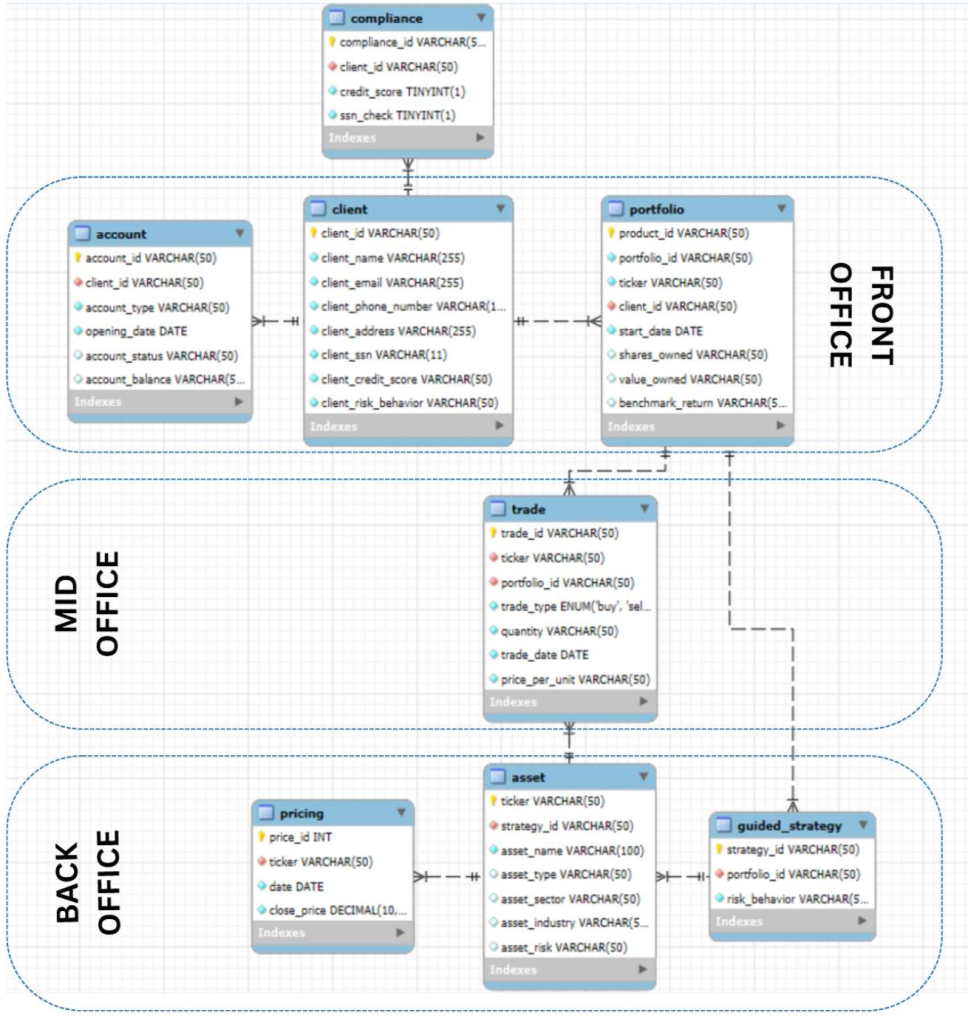 compliance
compliance_id VARCHAR(5...
client_id VARCHAR(50)
credit_score TINYINT(1)
ssn_check TINYINT(1)
Indexes
account
account_id VARCHAR(50)
client_id VARCHAR(50)
account_type VARCHAR(50)
opening_date DATE
account_status VARCHAR(50)
account_balance VARCHAR(5...
Indexes
client
client_id VARCHAR(50)
client_name VARCHAR(255)
client_email VARCHAR(255)
client_phone_number VARCHAR(1...
client_address VARCHAR(255)
client_ssn VARCHAR(11)
client_credit_score VARCHAR(50)
client_risk_behavior VARCHAR(50)
Indexes
portfolio
product_id VARCHAR(50)
portfolio_id VARCHAR(50)
ticker VARCHAR(50)
client_id VARCHAR(50)
start_date DATE
shares_owned VARCHAR(50)
value_owned VARCHAR(50)
benchmark_return VARCHAR(5...
Indexes
FRONT
OFFICE
MID
OFFICE
trade
trade_id VARCHAR(50)
ticker VARCHAR(50)
portfolio_id VARCHAR(50)
trade_type ENUM('buy', 'sel...
quantity VARCHAR(50)
trade_date DATE
price_per_unit VARCHAR(50)
Indexes
BACK
OFFICE
pricing
price_id INT
ticker VARCHAR(50)
date DATE
close_price DECIMAL(10,...
Indexes
asset
ticker VARCHAR(50)
strategy_id VARCHAR(50)
asset_name VARCHAR(100)
asset_type VARCHAR(50)
asset_sector VARCHAR(50)
asset_industry VARCHAR(5...
asset_risk VARCHAR(50)
Indexes
guided_strategy
strategy_id VARCHAR(50)
portfolio_id VARCHAR(50)
risk_behavior VARCHAR(5...
Indexes